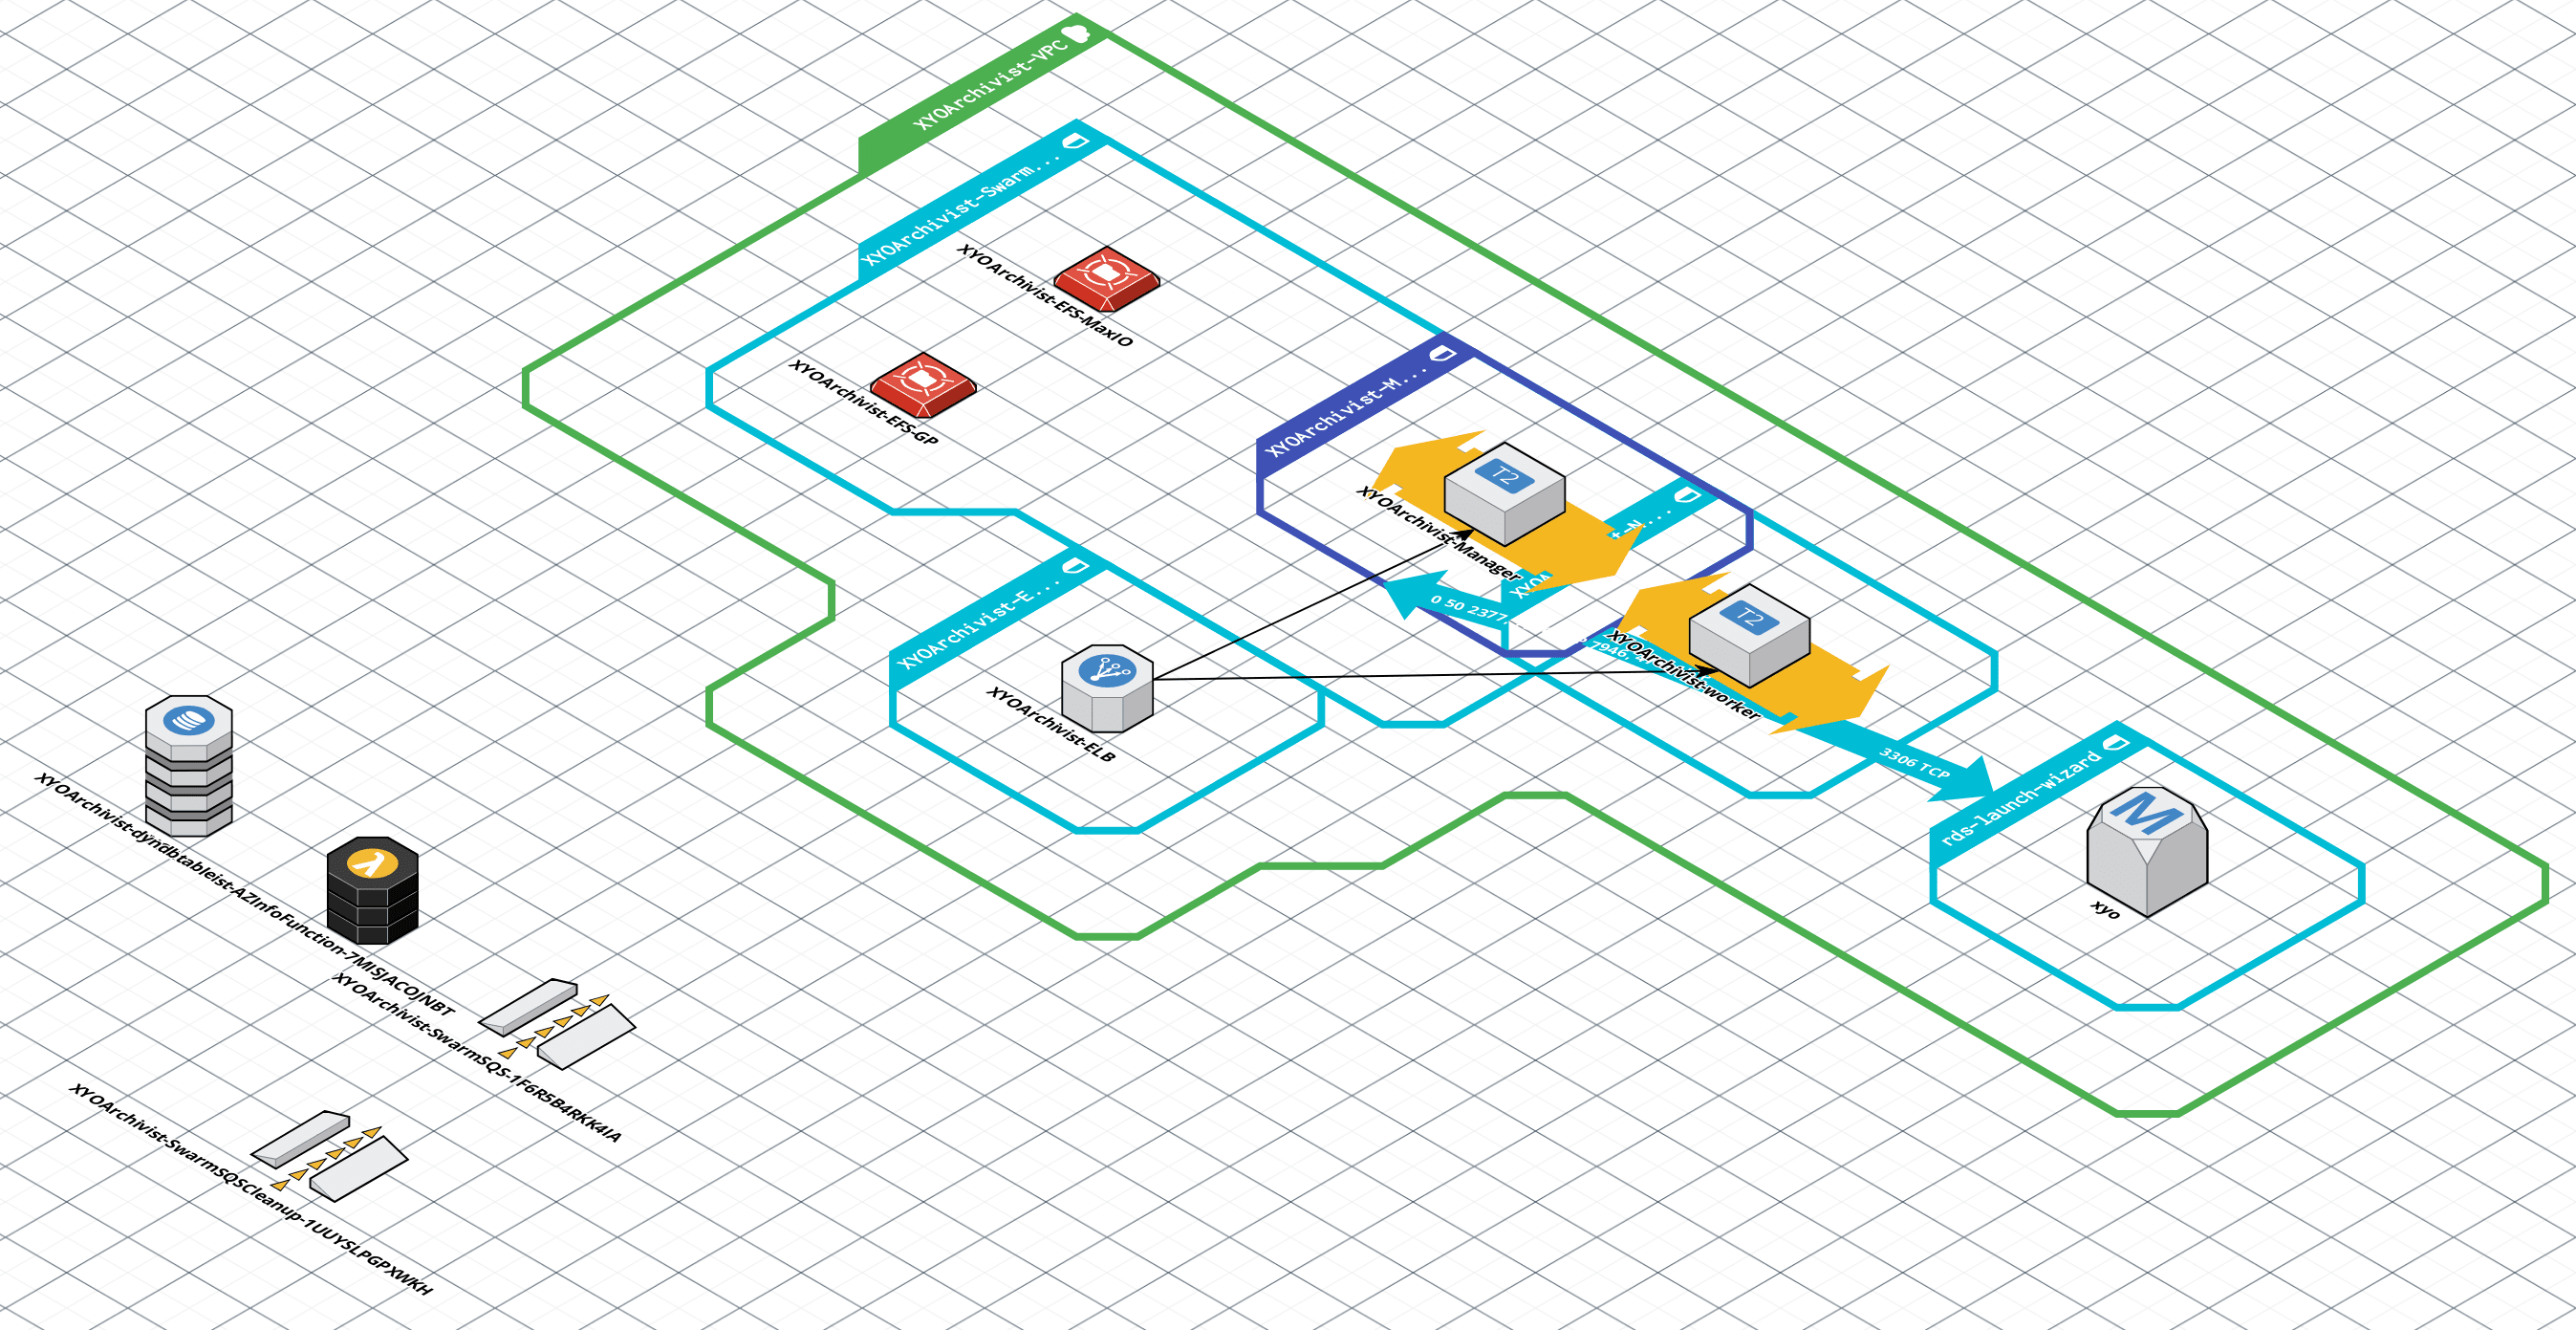 XYOArchivist-VPC
XYOArchivist-Swarm...
XYOArchivist-EFS-MaxIO
XYOArchivist-EFS-GP
XYOArchivist-M...
T2
XYOArchivist-Manager
XYOA
-N...
XYOArchivist-E...
0 50 2377,
7946,
T2
XYOArchivist-worker
XYOArchivist-ELB
3306 TCP
rds-launch-wizard
M
xyo
XYOArchivist-dyndbtable
ist-AZInfoFunction-7MISJACOJNBT
XYOArchivist-SwarmSQS-1F6R5B4RKK4IA
XYOArchivist-SwarmSQSCleanup-1UUYSLPGPXWKH